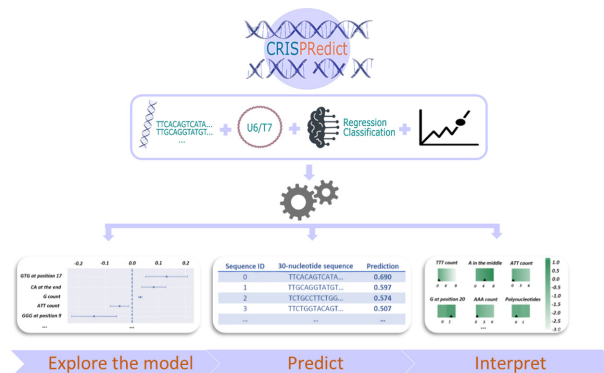 CRISPRedict
TTCACAGTCATA...
TTGCAGGTATGT...
...
U6/T7
Regression
Classification
-0.2 -0.1 0.0 0.1 0.2
GTG at position 17
CA at the end
G count
ATT count
GGG at position 9
... ...
Sequence ID 30-nucleotide sequence Prediction
0 TTCACAGTCATA... 0.690
1 TTGCAGGTATGT... 0.597
2 TCTGCCTTCTGG... 0.574
3 TTCTGGTACAGT... 0.507
... ... ...
TTT count A in the middle ATT count
G at position 20 AAA count Polynucleotides
0 1
...
1.0
0.5
0.0
-0.5
-1.0
-1.5
-2.0
-2.5
-3.0
Explore the model Predict Interpret